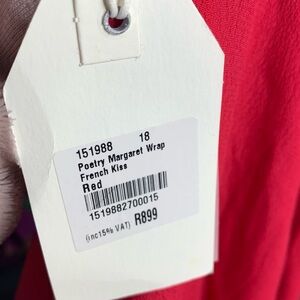 151988 18
Poetry Margaret Wrap
French Kiss
Red
1519882700015
(inc15% VAT) R899